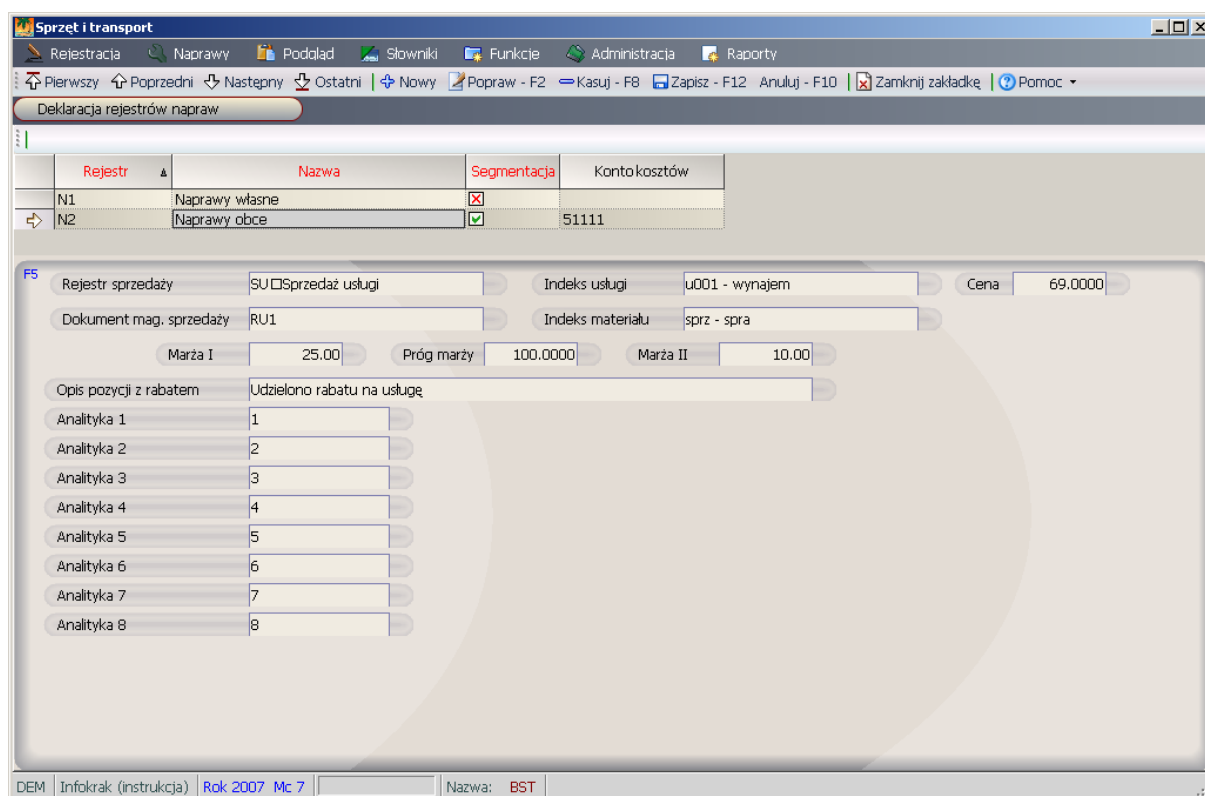 Sprzęt i transport
Rejestracja Naprawy Podgląd Słowniki Funkcje Administracja Raporty
Pierwszy Poprzedni Następny Ostatni Nowy Popraw - F2 Kasuj - F8 Zapisz - F12 Anuluj - F10 Zamknij zakładkę Pomoc
Deklaracja rejestrów napraw
Rejestr Nazwa Segmentacja Konto kosztów
N1 Naprawy własne
N2 Naprawy obce 51111
F5
Rejestr sprzedaży SU□Sprzedaż usługi Indeks usługi u001 - wynajem Cena 69.0000
Dokument mag. sprzedaży RU1 Indeks materiału sprz - spra
Marża I 25.00 Próg marży 100.0000 Marża II 10.00
Opis pozycji z rabatem Udzielono rabatu na usługę
Analityka 1 1
Analityka 2 2
Analityka 3 3
Analityka 4 4
Analityka 5 5
Analityka 6 6
Analityka 7 7
Analityka 8 8
DEM Infokrak (instrukcja) Rok 2007 Mc 7 Nazwa: BST